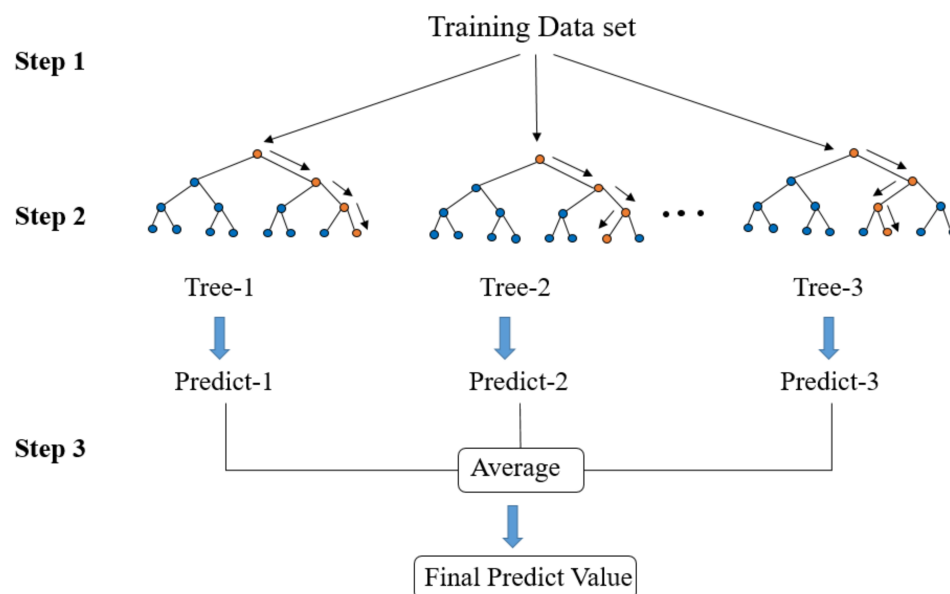 Training Data set
Step 1
Step 2
Tree-1 Tree-2 Tree-3
Predict-1 Predict-2 Predict-3
Step 3
Average
Final Predict Value